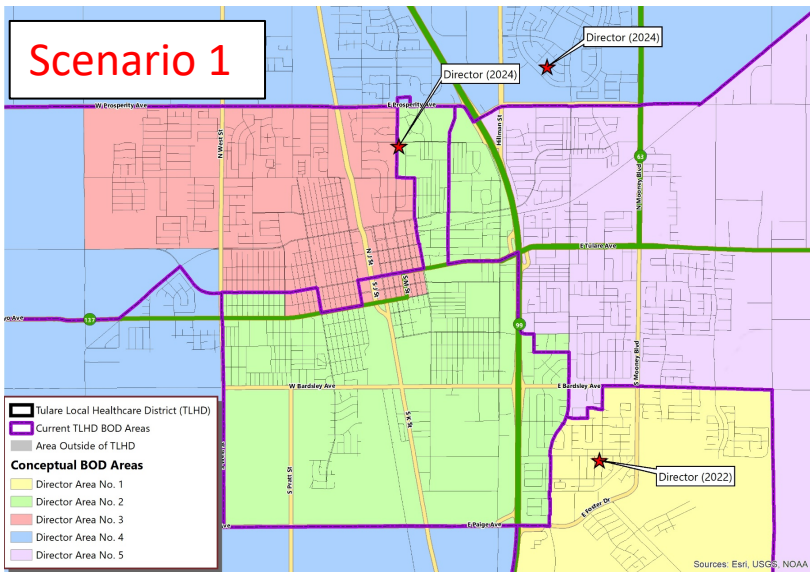 Scenario 1
Director (2024)
Director (2024)
W Prosperity Ave
E Prosperity Ave
N West St
Hillman St
63
N Mooney Blvd
N J St
E Tulare Ave
S J St
S M St
137
99
S Mooney Blvd
W Bardsley Ave
E Bardsley Ave
S K St
S Pratt St
Director (2022)
E Foster Dr
E Paige Ave
Tulare Local Healthcare District (TLHD)
Current TLHD BOD Areas
Area Outside of TLHD
Conceptual BOD Areas
Director Area No. 1
Director Area No. 2
Director Area No. 3
Director Area No. 4
Director Area No. 5
Sources: Esri, USGS, NOAA